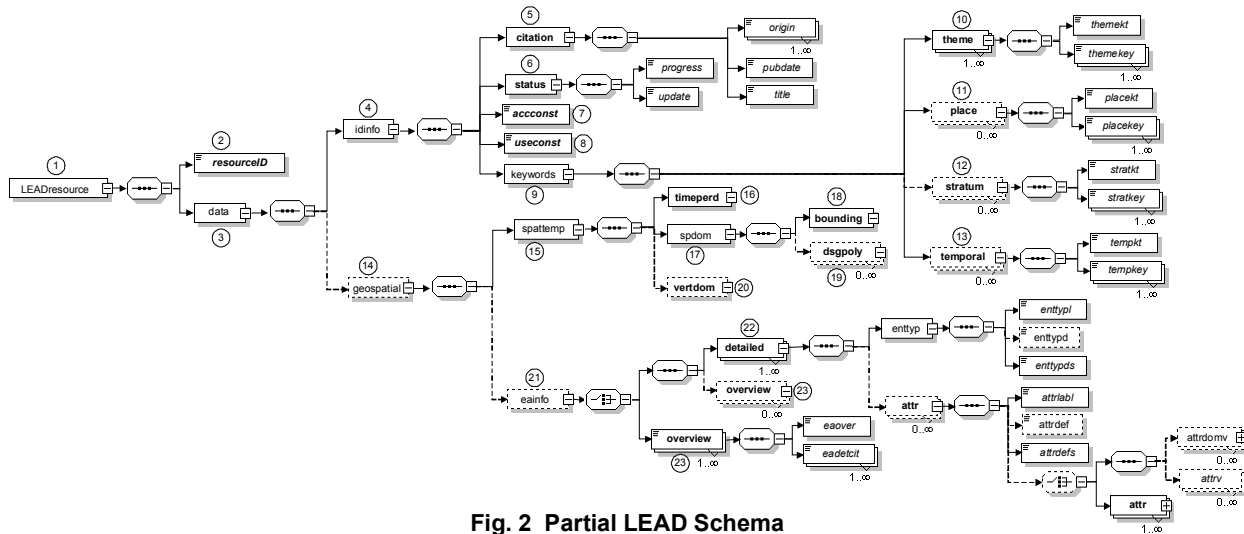 1
LEADresource
2
resourceID
data
3
4
idinfo
14
geospatial
5
citation
origin
1..∞
pubdate
title
6
status
progress
update
accconst
7
useconst
8
keywords
9
10
theme
1..∞
themekt
themekey
1..∞
11
place
0..∞
placekt
placekey
1..∞
12
stratum
0..∞
stratkt
stratkey
1..∞
13
temporal
0..∞
tempkt
tempkey
1..∞
spattemp
15
timeperd
16
spdom
17
18
bounding
dsgpoly
19
0..∞
vertdom
20
21
eainfo
22
detailed
1..∞
overview
23
0..∞
overview
23
1..∞
eaover
eadetcit
1..∞
enttyp
enttypl
enttypd
enttypds
attr
0..∞
attrlabl
attrdef
attrdefs
attrdomv
0..∞
attrv
0..∞
attr
1..∞
Fig. 2 Partial LEAD Schema